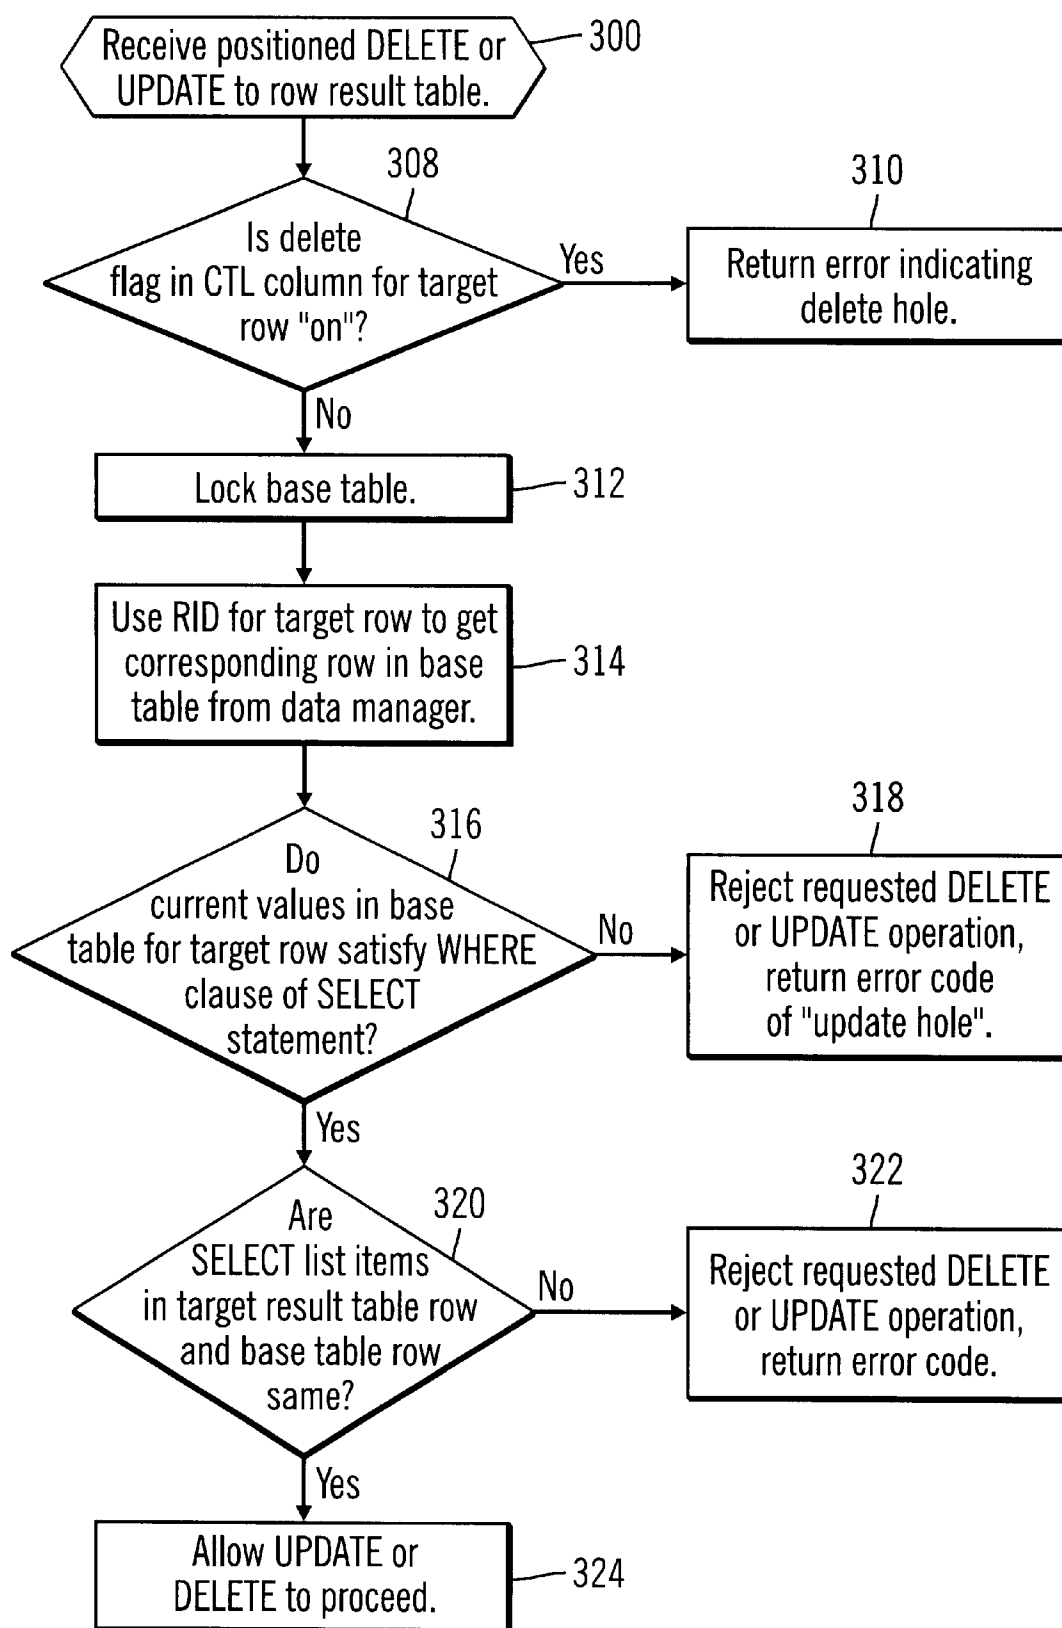 Receive positioned DELETE or
UPDATE to row result table.
300
308
Is delete
flag in CTL column for target
row "on"?
Yes
310
Return error indicating
delete hole.
No
Lock base table.
312
Use RID for target row to get
corresponding row in base
table from data manager.
314
316
Do
current values in base
table for target row satisfy WHERE
clause of SELECT
statement?
No
318
Reject requested DELETE
or UPDATE operation,
return error code
of "update hole".
Yes
320
Are
SELECT list items
in target result table row
and base table row
same?
No
322
Reject requested DELETE
or UPDATE operation,
return error code.
Yes
Allow UPDATE or
DELETE to proceed.
324